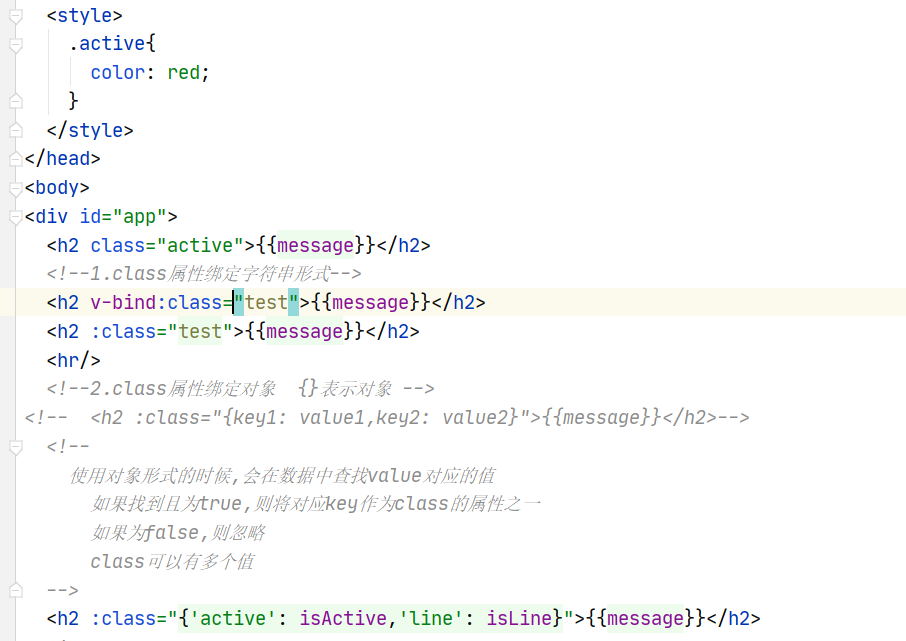 <style>
.active{
color: red;
}
</style>
</head>
<body>
<div id="app">
<h2 class="active">{{message}}</h2>
<!--1.class属性绑定字符串形式-->
<h2 v-bind:class="test">{{message}}</h2>
<h2 :class="test">{{message}}</h2>
<hr/>
<!--2.class属性绑定对象  {}表示对象 -->
<!--  <h2 :class="{key1: value1,key2: value2}">{{message}}</h2>-->
<!--
使用对象形式的时候,会在数据中查找value对应的值
如果找到且为true,则将对应key作为class的属性之一
如果为false,则忽略
class可以有多个值
-->
<h2 :class="{'active': isActive,'line': isLine}">{{message}}</h2>